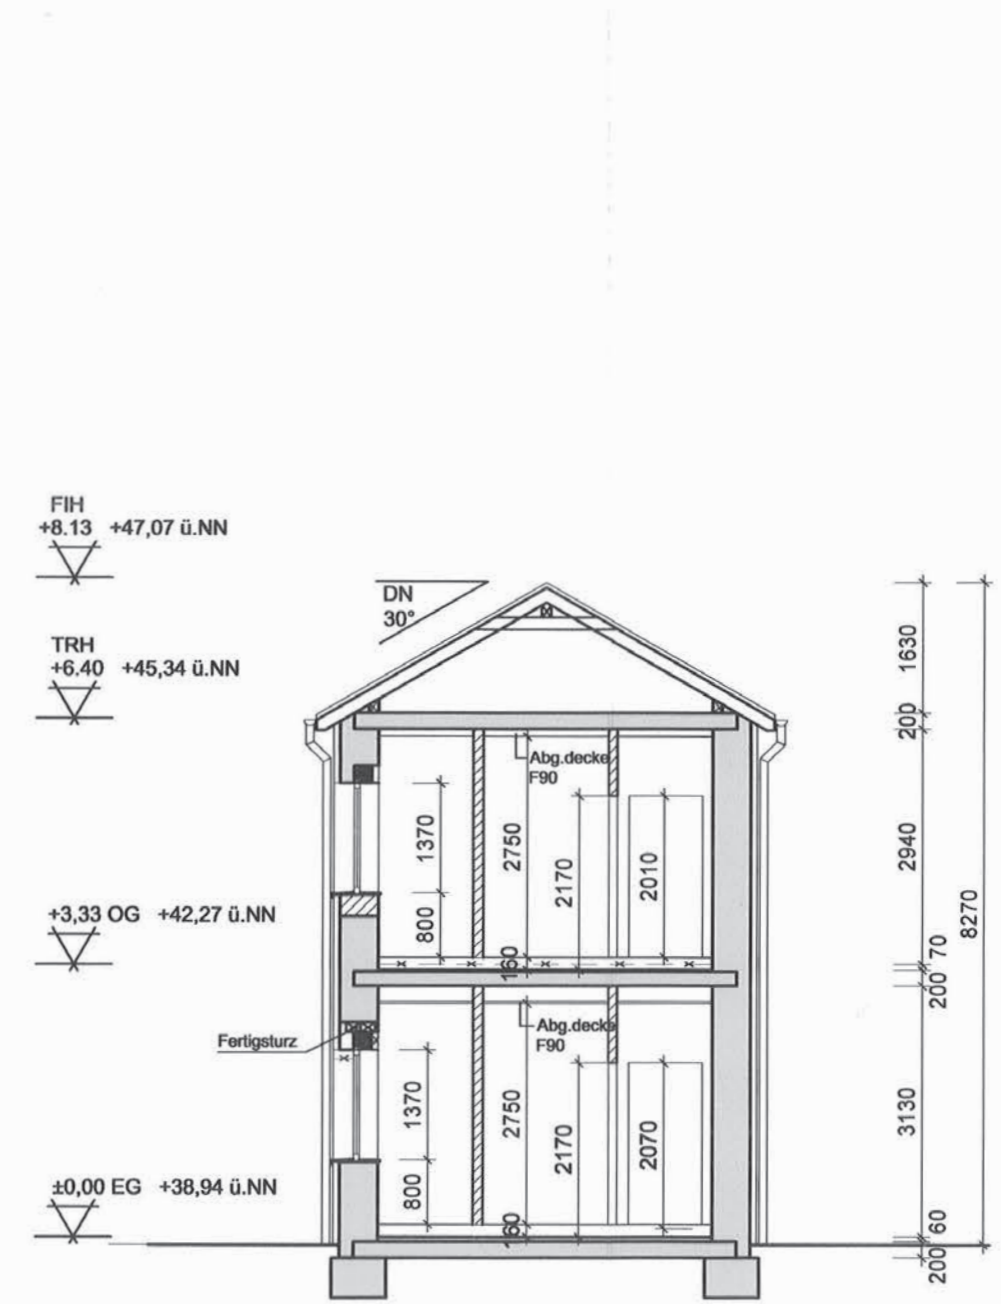 FIH
+8.13 +47,07 ü.NN
DN
30°
TRH
+6.40 +45,34 ü.NN
1630
200
Abg.decke
F90
1370
2750
2170
2010
2940
8270
800
+3,33 OG +42,27 ü.NN
160
70
200
Abg.decke
F90
Fertigsturz
1370
2750
2170
2070
3130
800
±0,00 EG +38,94 ü.NN
160
60
200